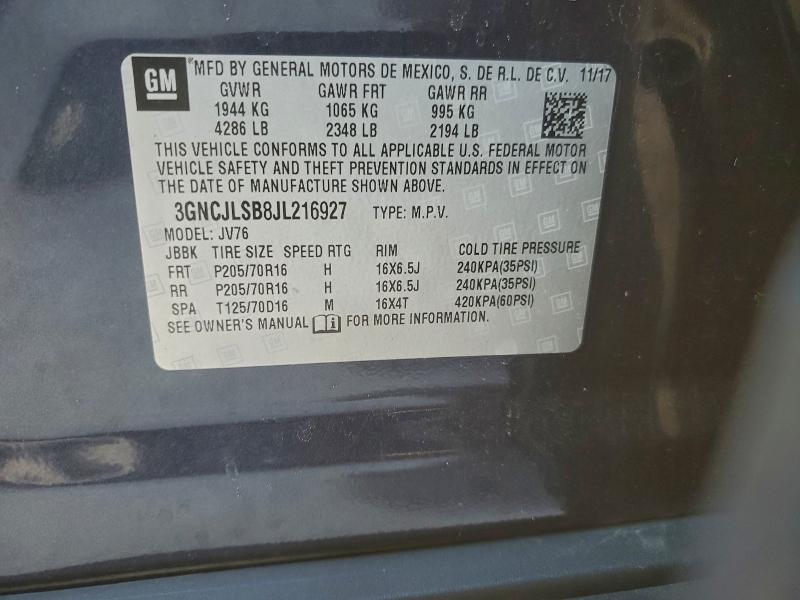 GM *MFD BY GENERAL MOTORS DE MEXICO, S. DE R.L. DE C.V. 11/17
GVWR GAWR FRT GAWR RR
1944 KG 1065 KG 995 KG
4286 LB 2348 LB 2194 LB
THIS VEHICLE CONFORMS TO ALL APPLICABLE U.S. FEDERAL MOTOR
VEHICLE SAFETY AND THEFT PREVENTION STANDARDS IN EFFECT ON
THE DATE OF MANUFACTURE SHOWN ABOVE.
3GNCJLSB8JL216927 TYPE: M.P.V.
MODEL: JV76
JBBK TIRE SIZE SPEED RTG RIM COLD TIRE PRESSURE
FRT P205/70R16 H 16X6.5J 240KPA(35PSI)
RR P205/70R16 H 16X6.5J 240KPA(35PSI)
SPA T125/70D16 M 16X4T 420KPA(60PSI)
SEE OWNER'S MANUAL FOR MORE INFORMATION.